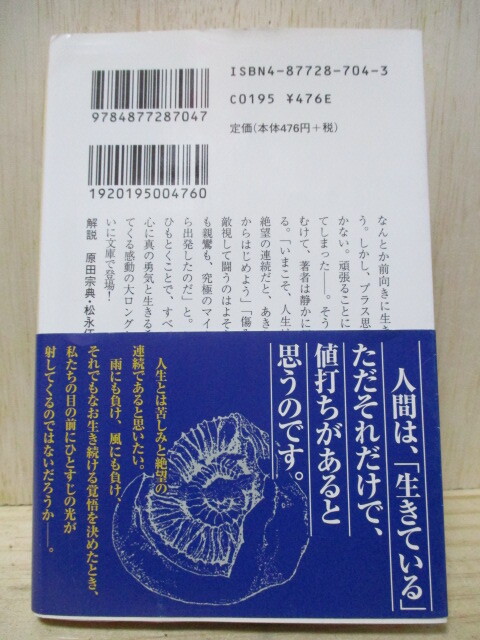 ISBN4-87728-704-3
C0195 ¥476E
定価(本体476円+税)
9784877287047
1920195004760
なんとか前向きに生き
う。しかし、プラス思
かない。頑張ることに
てしまった――。そう
むけて、著者は静かに
る。「いまこそ、人生は
絶望の連続だと、あき
からはじめよう」「傷み
敵視して闘うのはよそう
も親鸞も、究極のマイ
ら出発したのだ」と。
ひもとくことで、すべ
心に真の勇気と生きる
てくる感動の大ロング
いに文庫で登場!
解説 原田宗典・松永伍
人間は、「生きている」
ただそれだけで、
値打ちがあると
思うのです。
人生とは苦しみと絶望の
連続であると思いたい。
雨にも負け、風にも負け、
それでもなお生き続ける覚悟を決めたとき、
私たちの目の前にひとすじの光が
射してくるのではないだろうか――。